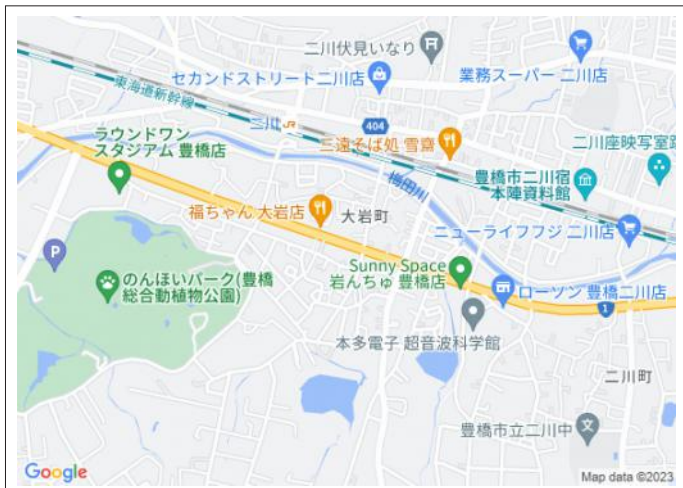 二川伏見いなり
セカンドストリート二川店
業務スーパー 二川店
東海道新幹線
二川
JR
404
ラウンドワン
スタジアム 豊橋店
三遠そば処 雪齋
二川座映写室跡
豊橋市二川宿
本陣資料館
梅田川
福ちゃん 大岩店
大岩町
ニューライフフジ 二川店
P
のんほいパーク(豊橋
総合動植物公園)
Sunny Space
岩んちゅ 豊橋店
ローソン 豊橋二川店
1
本多電子 超音波科学館
二川町
豊橋市立二川中
文
Google
Map data ©2023